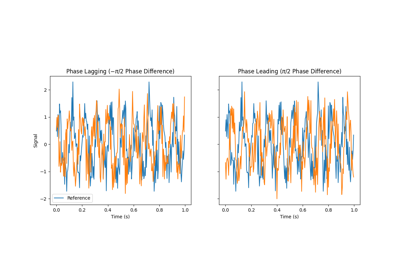 Phase Lagging (−π/2 Phase Difference)
Phase Leading (π/2 Phase Difference)
Signal
2
1
0
−1
−2
Reference
0.0 0.2 0.4 0.6 0.8 1.0
0.0 0.2 0.4 0.6 0.8 1.0
Time (s)
Time (s)